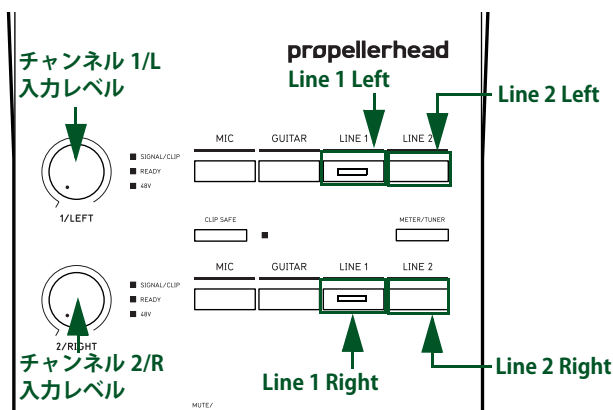 propellerhead
チャンネル 1/L
入力レベル
Line 1 Left
Line 2 Left
MIC GUITAR LINE 1 LINE 2
SIGNAL/CLIP
READY
48V
1/LEFT
CLIP SAFE METER/TUNER
MIC GUITAR LINE 1 LINE 2
SIGNAL/CLIP
READY
48V
2/RIGHT
チャンネル 2/R
入力レベル
Line 1 Right
Line 2 Right
MUTE/